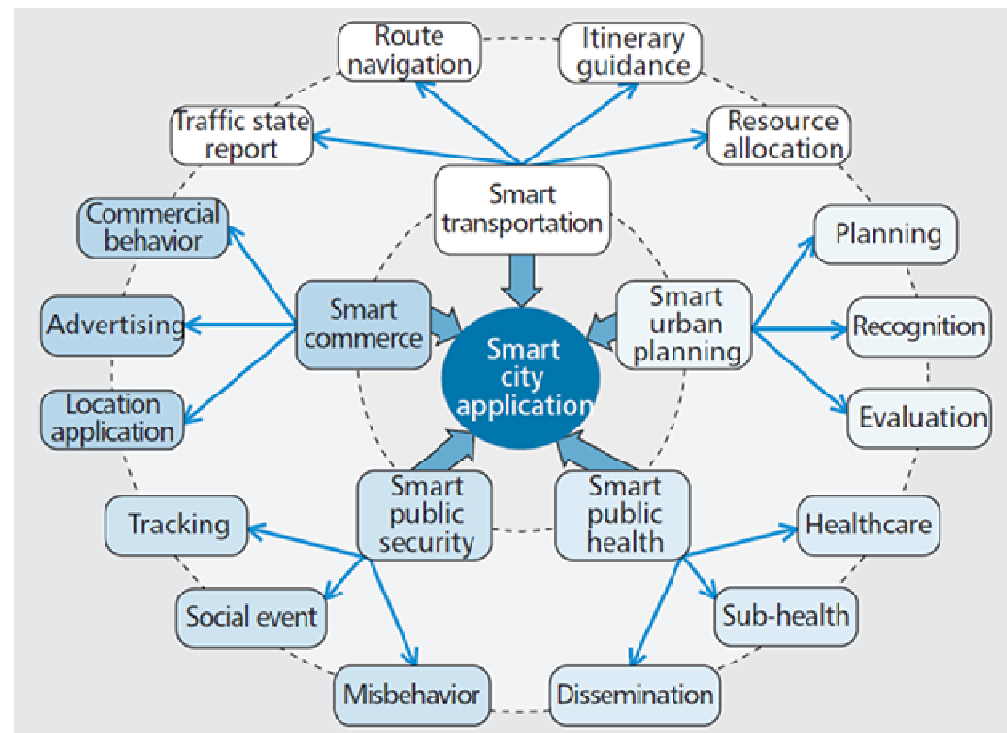 Route
navigation
Itinerary
guidance
Traffic state
report
Resource
allocation
Smart
transportation
Commercial
behavior
Planning
Advertising
Smart
commerce
Smart
urban
planning
Recognition
Smart
city
application
Location
application
Evaluation
Tracking
Smart
public
security
Smart
public
health
Healthcare
Social event
Sub-health
Misbehavior
Dissemination